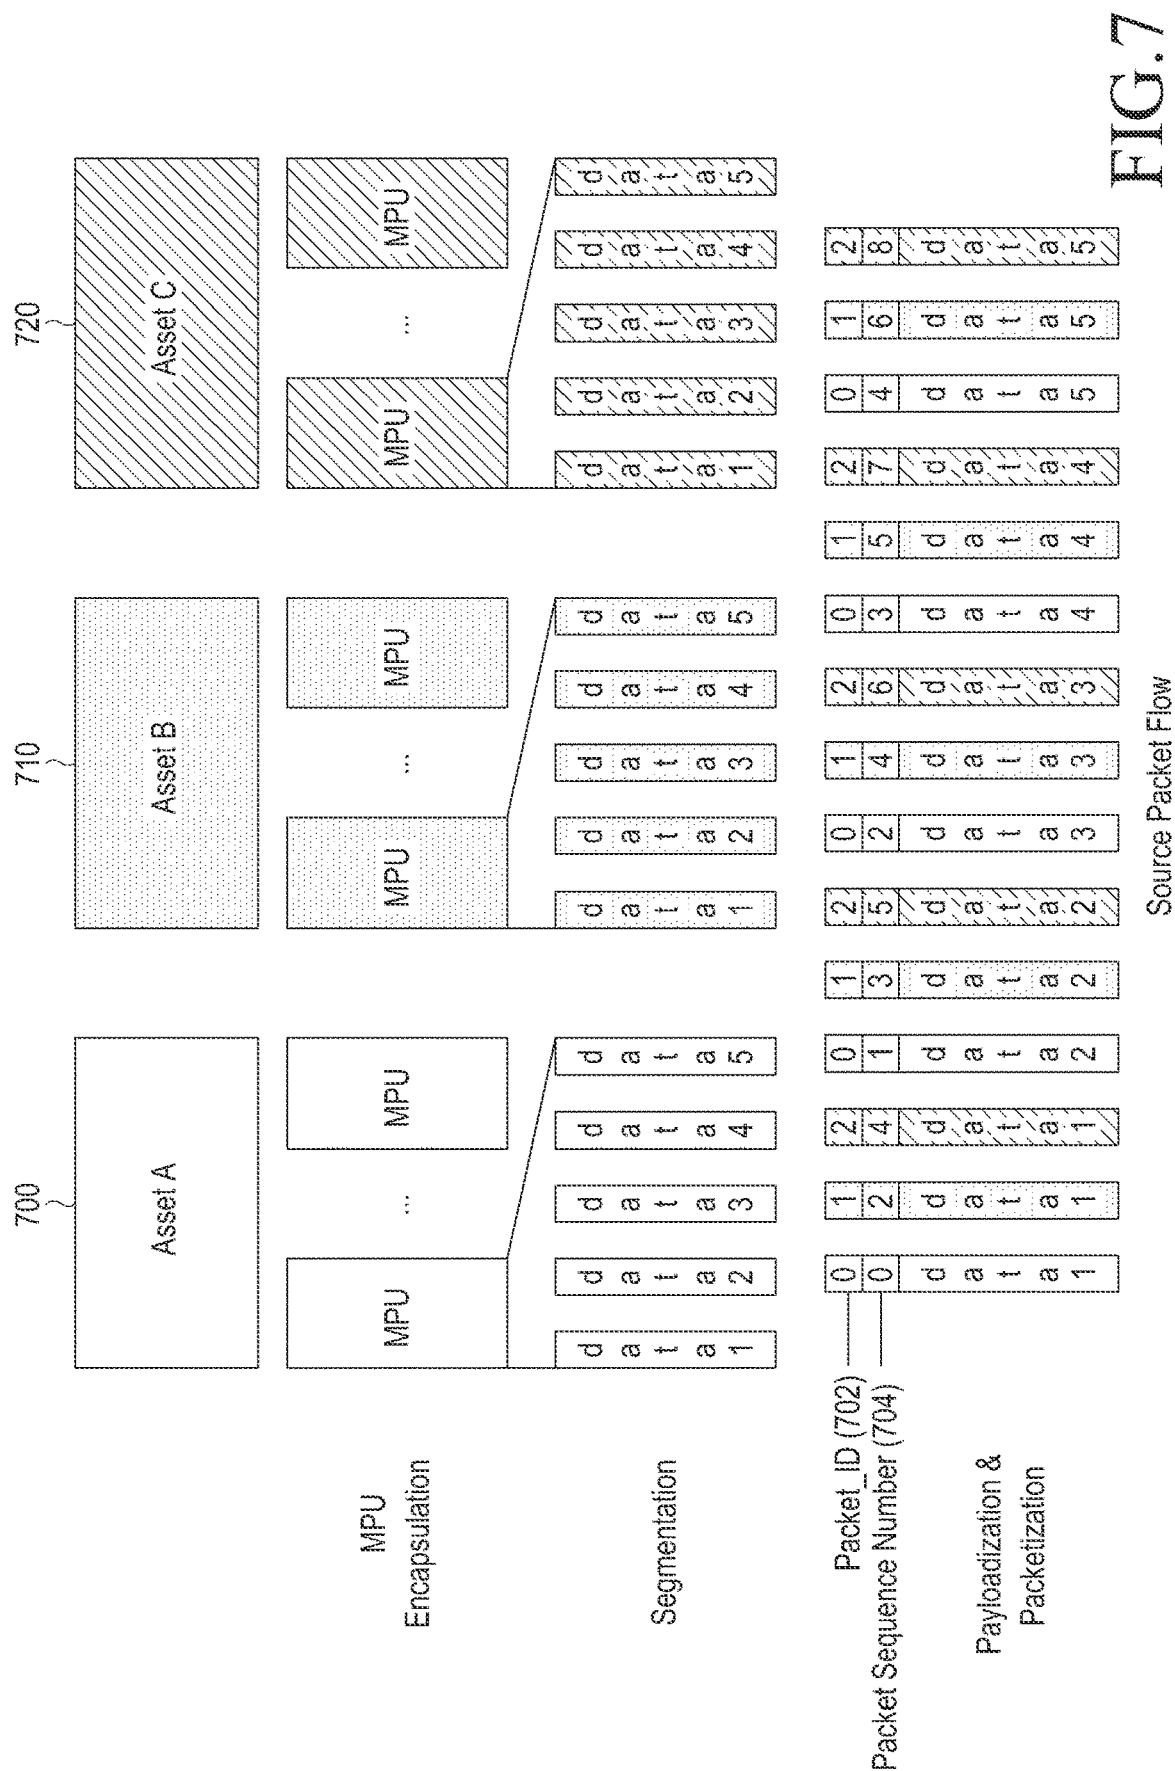 700
710
720
Asset A
Asset B
Asset C
MPU
Encapsulation
MPU
...
MPU
MPU
...
MPU
MPU
...
MPU
Segmentation
data1
data2
data3
data4
data5
data1
data2
data3
data4
data5
data1
data2
data3
data4
data5
Packet_ID (702)
Packet Sequence Number (704)
Payloadization &
Packetization
0 0 data1
1 2 data1
2 4 data1
0 1 data2
1 3 data2
2 5 data2
0 2 data3
1 4 data3
2 6 data3
0 3 data4
1 5 data4
2 7 data4
0 4 data5
1 6 data5
2 8 data5
Source Packet Flow
FIG.7